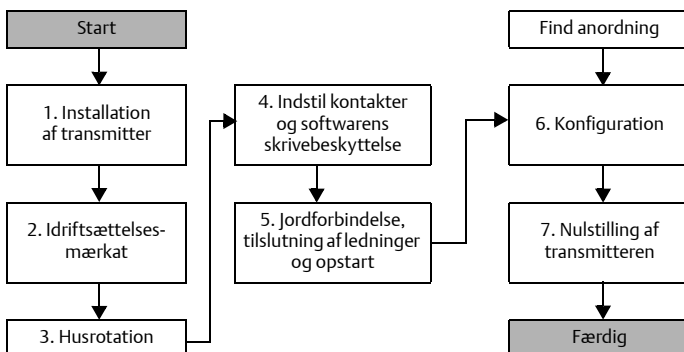 Start
1. Installation
af transmitter
2. Idriftsættelses-
mærkat
3. Husrotation
4. Indstil kontakter
og softwarens
skrivebeskyttelse
5. Jordforbindelse,
tilslutning af ledninger
og opstart
Find anordning
6. Konfiguration
7. Nulstilling af
transmitteren
Færdig